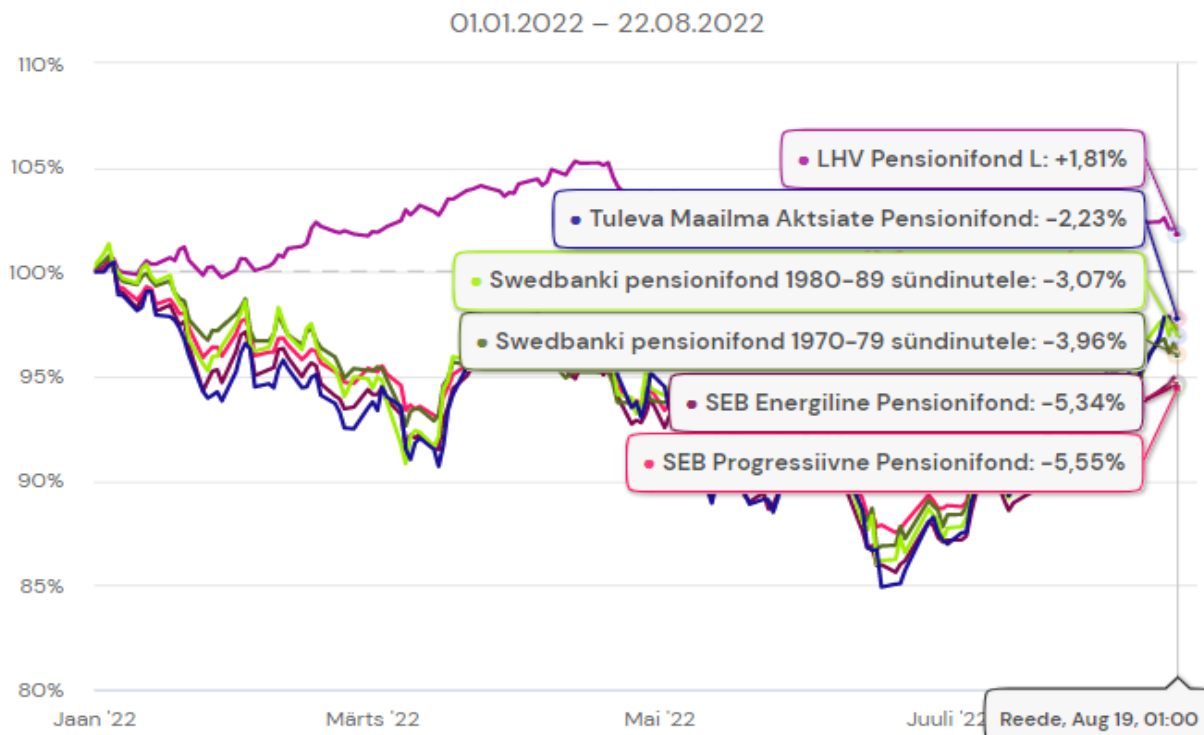 01.01.2022 – 22.08.2022
110%
105%
100%
95%
90%
85%
80%
LHV Pensionifond L: +1,81%
Tuleva Maailma Aktsiate Pensionifond: -2,23%
Swedbanki pensionifond 1980-89 sündinutele: -3,07%
Swedbanki pensionifond 1970-79 sündinutele: -3,96%
SEB Energiline Pensionifond: -5,34%
SEB Progressiivne Pensionifond: -5,55%
Jaan '22
Märts '22
Mai '22
Juuli '22
Reede, Aug 19, 01:00